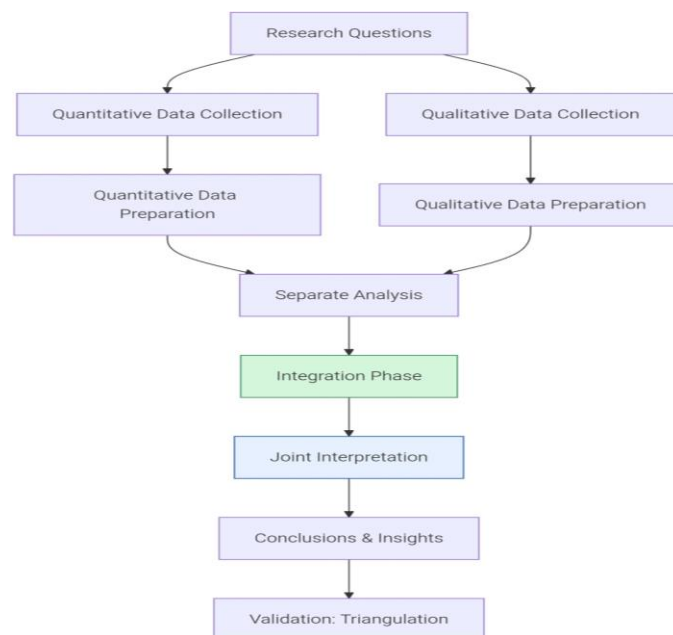 Research Questions
Quantitative Data Collection
Qualitative Data Collection
Quantitative Data
Preparation
Qualitative Data Preparation
Separate Analysis
Integration Phase
Joint Interpretation
Conclusions & Insights
Validation: Triangulation